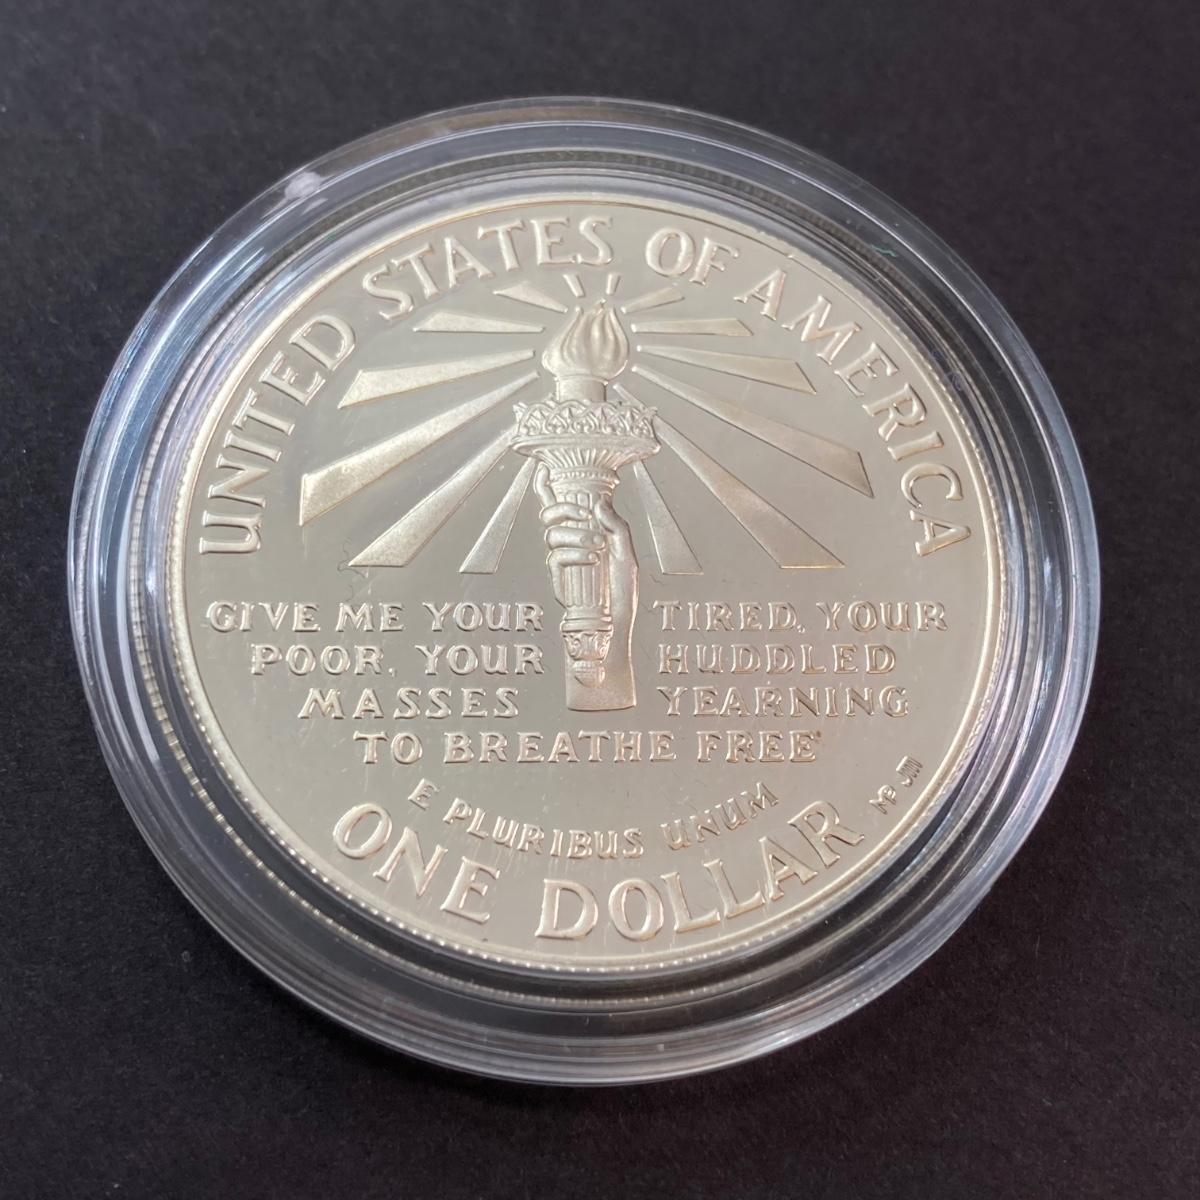 UNITED STATES OF AMERICA
GIVE ME YOUR TIRED, YOUR
POOR, YOUR HUDDLED
MASSES YEARNING
TO BREATHE FREE
E PLURIBUS UNUM
ONE DOLLAR
MP